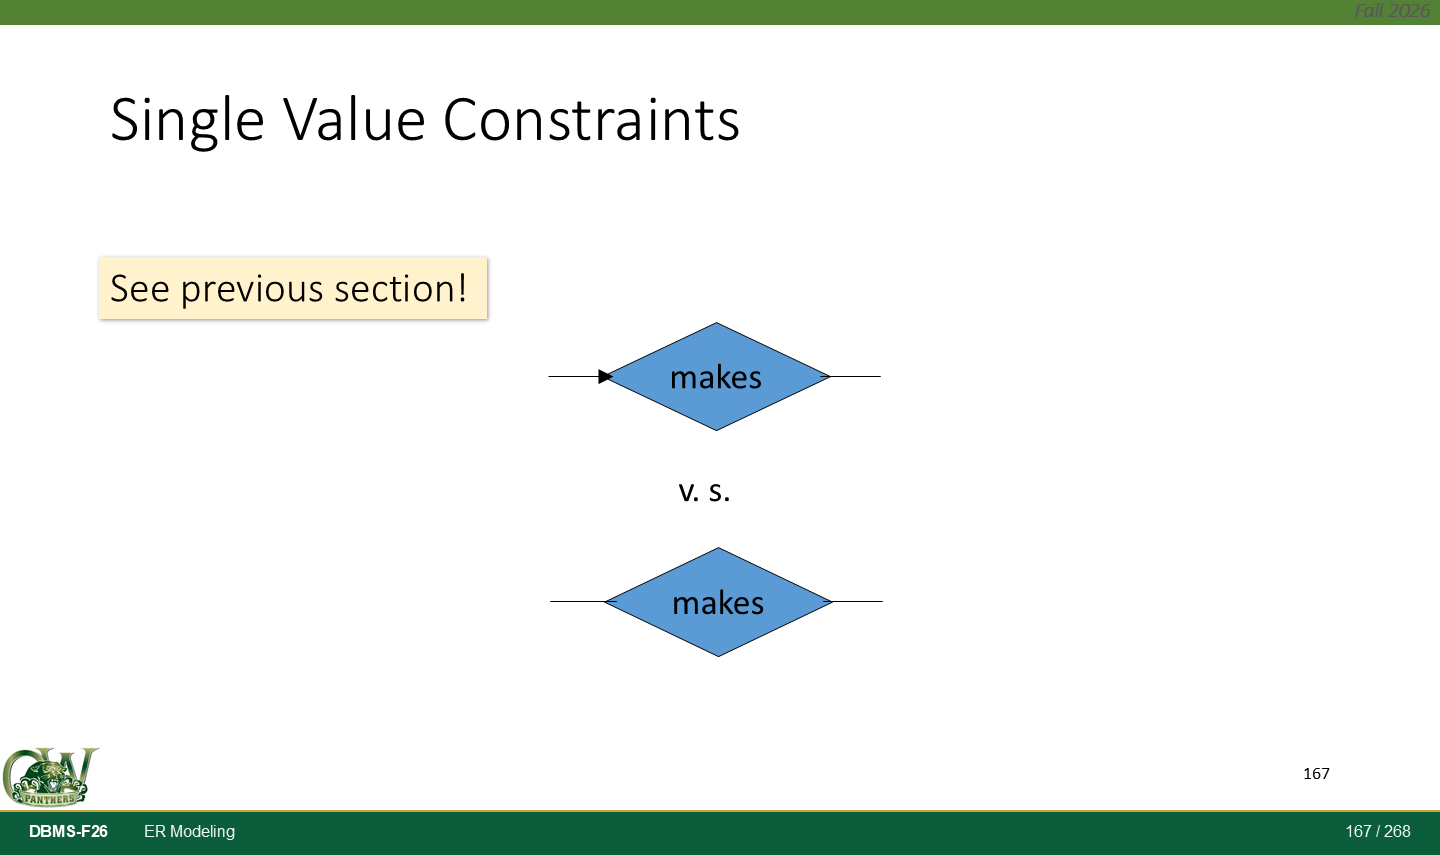 Fall 2026
Single Value Constraints
See previous section!
makes
v. s.
makes
PANTHERS
167
DBMS-F26 ER Modeling 167 / 268